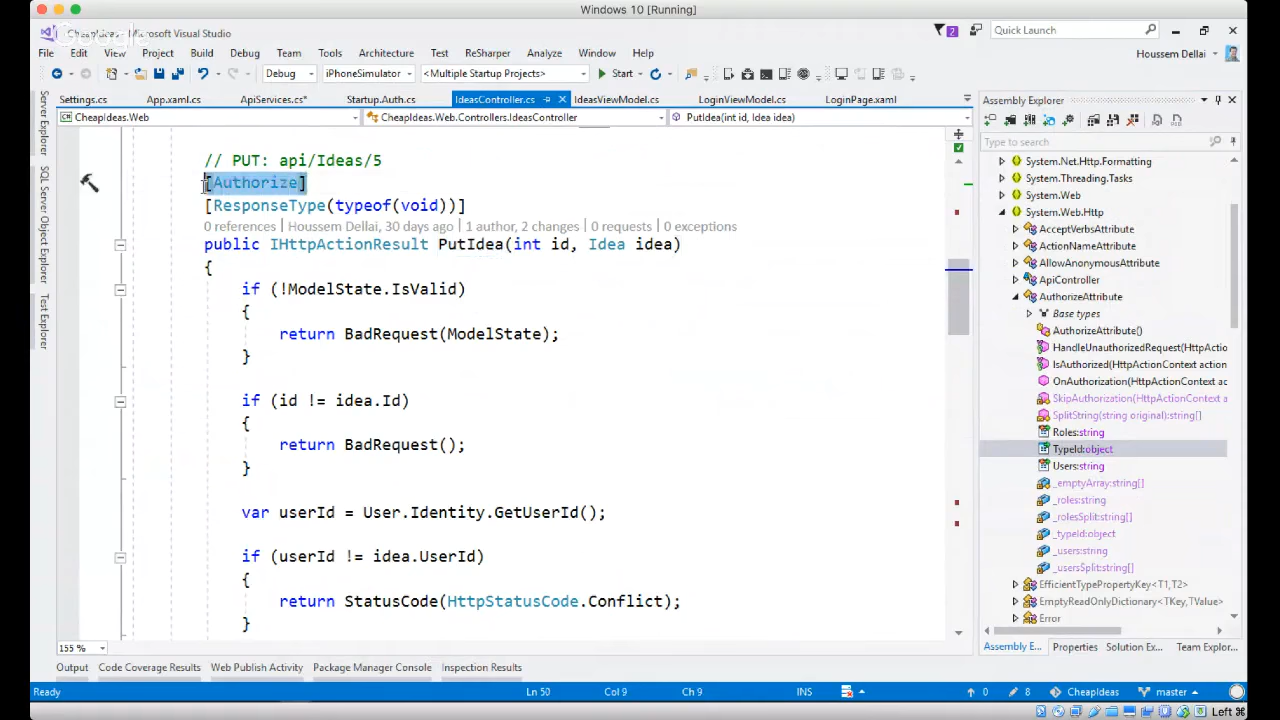 Windows 10 [Running]
CheapIdeas - Microsoft Visual Studio
Google
2
Quick Launch
File Edit View Project Build Debug Team Tools Architecture Test ReSharper Analyze Window Help
Houssem Dellai
Debug iPhoneSimulator <Multiple Startup Projects> Start
Settings.cs App.xaml.cs ApiServices.cs* Startup.Auth.cs IdeasController.cs IdeasViewModel.cs LoginViewModel.cs LoginPage.xaml
CheapIdeas.Web CheapIdeas.Web.Controllers.IdeasController PutIdea(int id, Idea idea)
Server Explorer
SQL Server Object Explorer
Test Explorer
// PUT: api/Ideas/5
[Authorize]
[ResponseType(typeof(void))]
0 references | Houssem Dellai, 30 days ago | 1 author, 2 changes | 0 requests | 0 exceptions
public IHttpActionResult PutIdea(int id, Idea idea)
{
if (!ModelState.IsValid)
{
return BadRequest(ModelState);
}
if (id != idea.Id)
{
return BadRequest();
}
var userId = User.Identity.GetUserId();
if (userId != idea.UserId)
{
return StatusCode(HttpStatusCode.Conflict);
}
155 %
Assembly Explorer
Type to search
System.Net.Http.Formatting
System.Threading.Tasks
System.Web
System.Web.Http
AcceptVerbsAttribute
ActionNameAttribute
AllowAnonymousAttribute
ApiController
AuthorizeAttribute
Base types
AuthorizeAttribute()
HandleUnauthorizedRequest(HttpActio
IsAuthorized(HttpActionContext action
OnAuthorization(HttpActionContext ac
SkipAuthorization(HttpActionContext a
SplitString(string original):string[]
Roles:string
TypeId:object
Users:string
_emptyArray:string[]
_roles:string
_rolesSplit:string[]
_typeId:object
_users:string
_usersSplit:string[]
EfficientTypePropertyKey<T1,T2>
EmptyReadOnlyDictionary<TKey,TValue>
Error
Assembly E... Properties Solution Ex... Team Explor...
Output Code Coverage Results Web Publish Activity Package Manager Console Inspection Results
Ready Ln 50 Col 9 Ch 9 INS 0 8 CheapIdeas master
Left ⌘